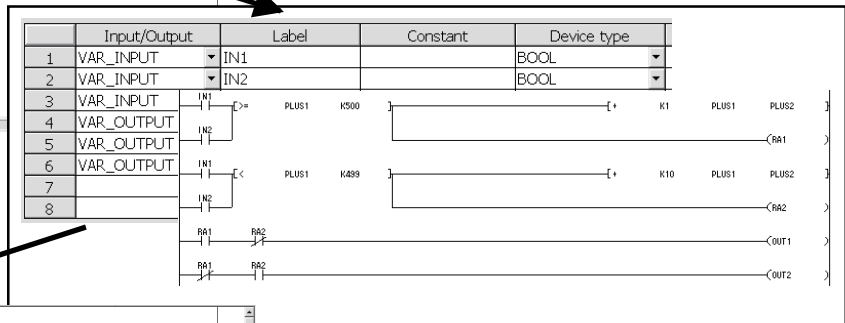 Input/Output Label Constant Device type
1 VAR_INPUT IN1 BOOL
2 VAR_INPUT IN2 BOOL
3 VAR_INPUT
4 VAR_OUTPUT
5 VAR_OUTPUT
6 VAR_OUTPUT
7
8
IN1
[>= PLUS1 K500 ] [+ K1 PLUS1 PLUS2 ]
IN2
(RA1 )
IN1
[< PLUS1 K499 ] [+ K10 PLUS1 PLUS2 ]
IN2
(RA2 )
RA1 RA2
(OUT1 )
RA1 RA2
(OUT2 )